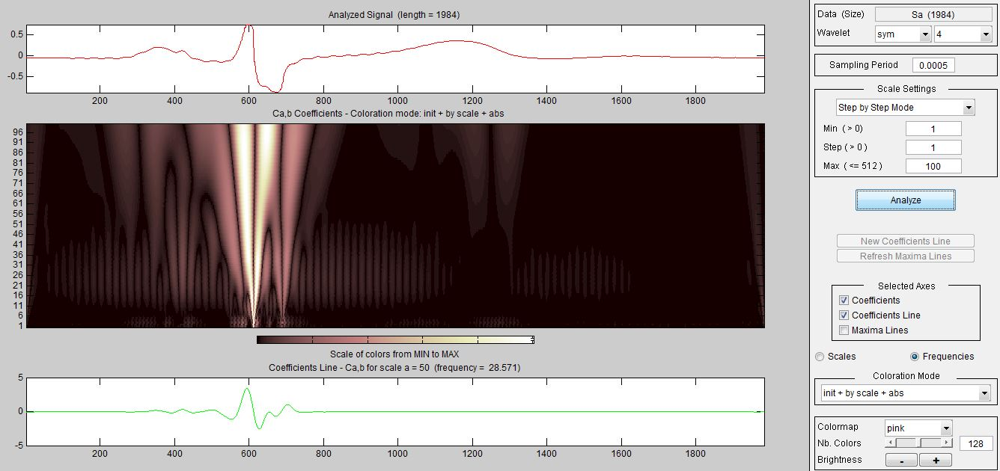 Analyzed Signal (length = 1984)
0.5
0
-0.5
200 400 600 800 1000 1200 1400 1600 1800
Ca,b Coefficients - Coloration mode: init + by scale + abs
96
91
86
81
76
71
66
61
56
51
46
41
36
31
26
21
16
11
6
1
Scale of colors from MIN to MAX
Coefficients Line - Ca,b for scale a = 50 (frequency = 28.571)
5
0
-5
200 400 600 800 1000 1200 1400 1600 1800
Data (Size) Sa (1984)
Wavelet sym 4
Sampling Period 0.0005
Scale Settings
Step by Step Mode
Min ( > 0) 1
Step ( > 0 ) 1
Max ( <= 512 ) 100
Analyze
New Coefficients Line
Refresh Maxima Lines
Selected Axes
Coefficients
Coefficients Line
Maxima Lines
Scales Frequencies
Coloration Mode
init + by scale + abs
Colormap pink
Nb. Colors 128
Brightness - +